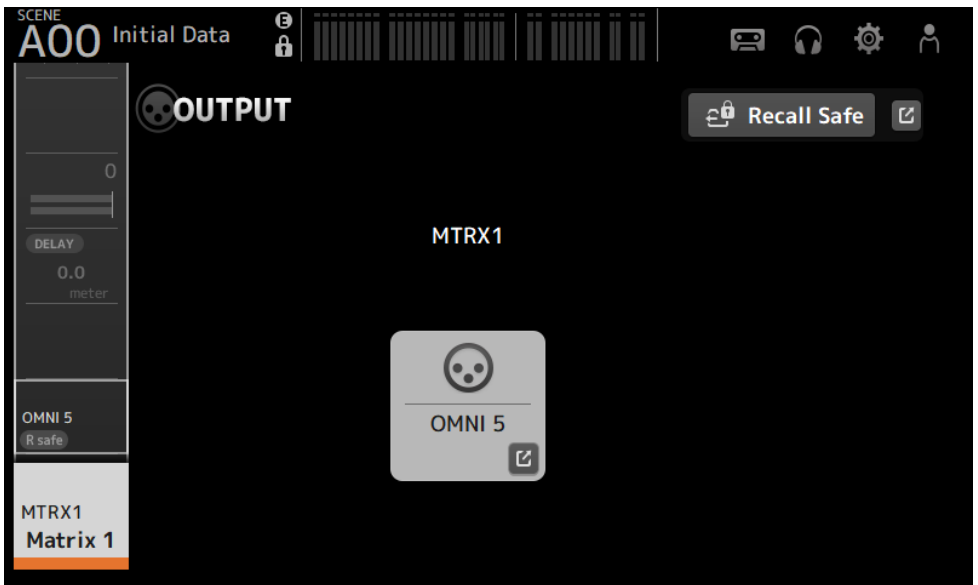 SCENE
A00 Initial Data
E
OUTPUT
Recall Safe
0
DELAY
0.0
meter
MTRX1
OMNI 5
OMNI 5
R safe
MTRX1
Matrix 1